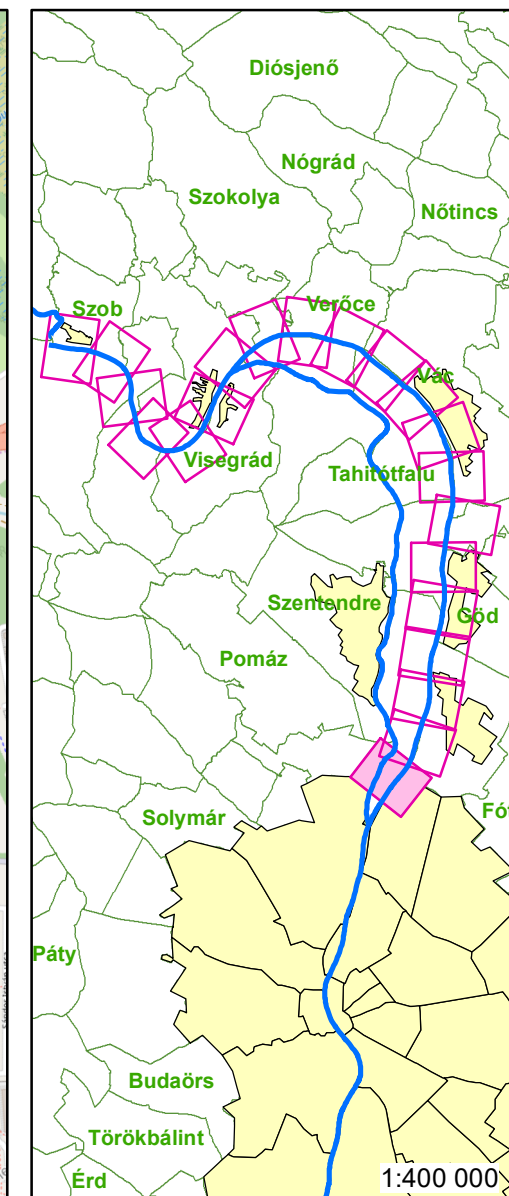 Diósjenő
Nógrád
Szokolya
Nőtincs
Szob
Verőce
Vác
Visegrád
Tahitótfalu
Szentendre
Göd
Pomáz
Solymár
Fót
Páty
Budaörs
Törökbálint
Érd
1:400 000